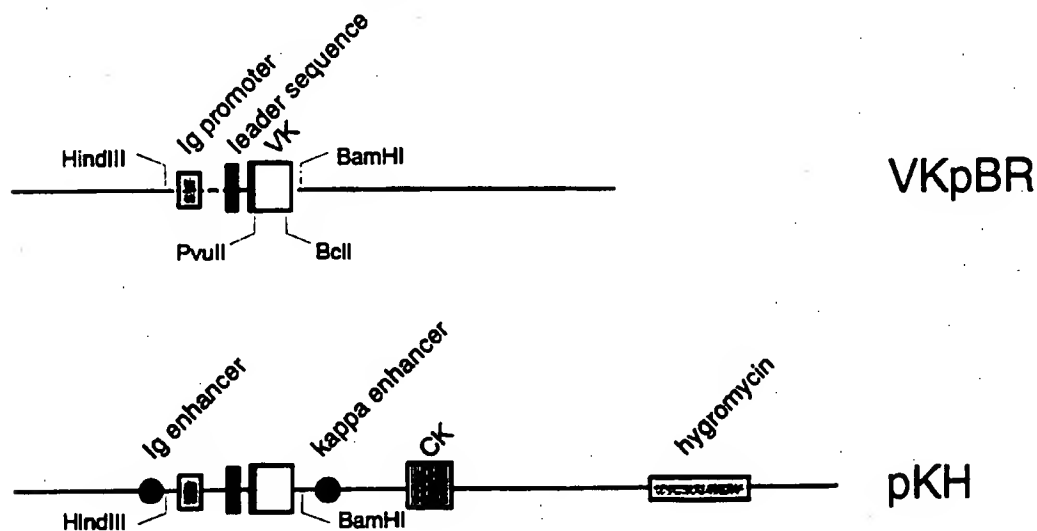 Ig promoter
leader sequence
VK
HindIII
BamHI
VKpBR
PvuII
BclI
Ig enhancer
kappa enhancer
CK
hygromycin
pKH
HindIII
BamHI